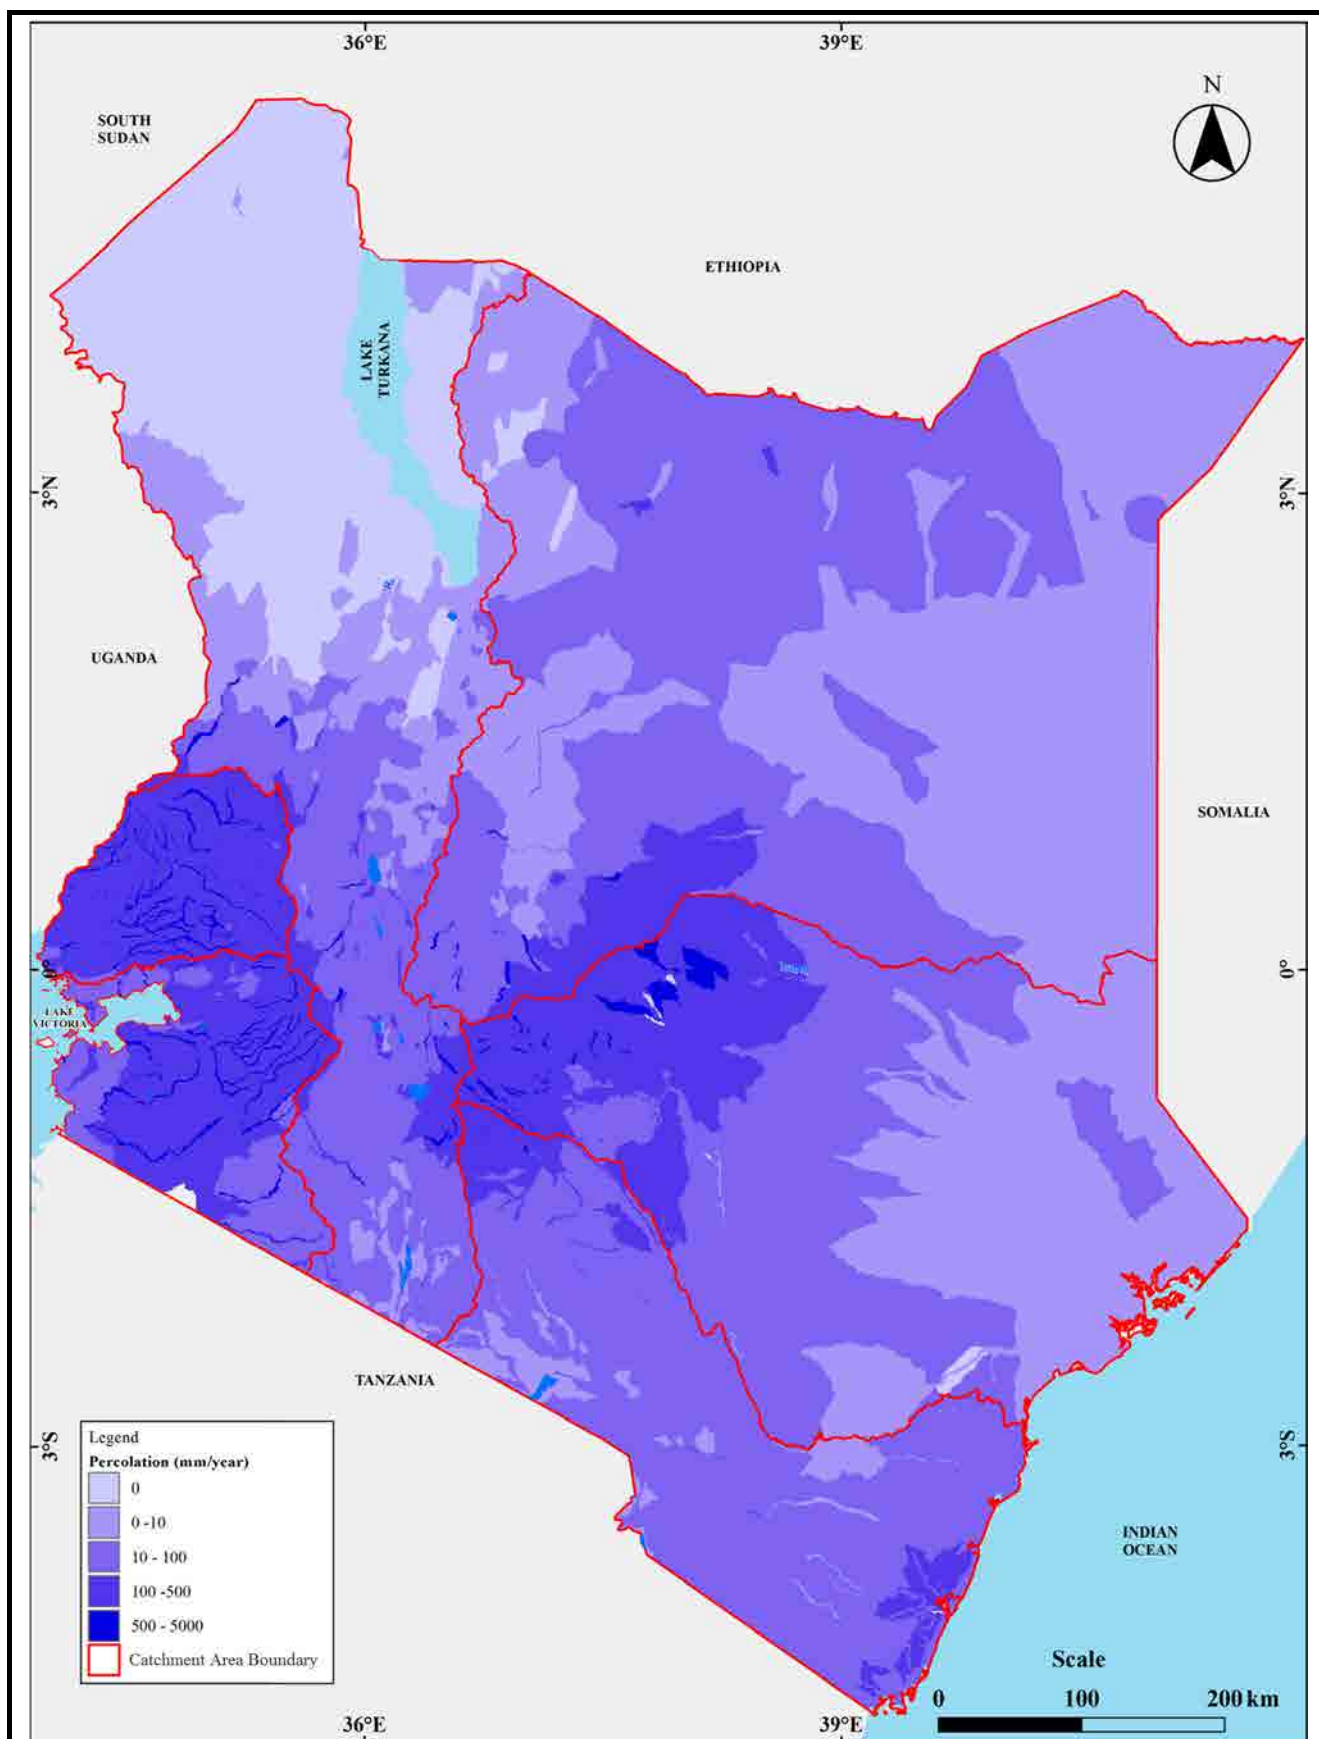 36°E
39°E
SOUTH
SUDAN
N
ETHIOPIA
LAKE
TURKANA
3°N
3°N
UGANDA
SOMALIA
0°
0°
LAKE
VICTORIA
TANZANIA
3°S
3°S
INDIAN
OCEAN
Legend
Percolation (mm/year)
0
0 -10
10 - 100
100 -500
500 - 5000
Catchment Area Boundary
Scale
0
100
200 km
36°E
39°E